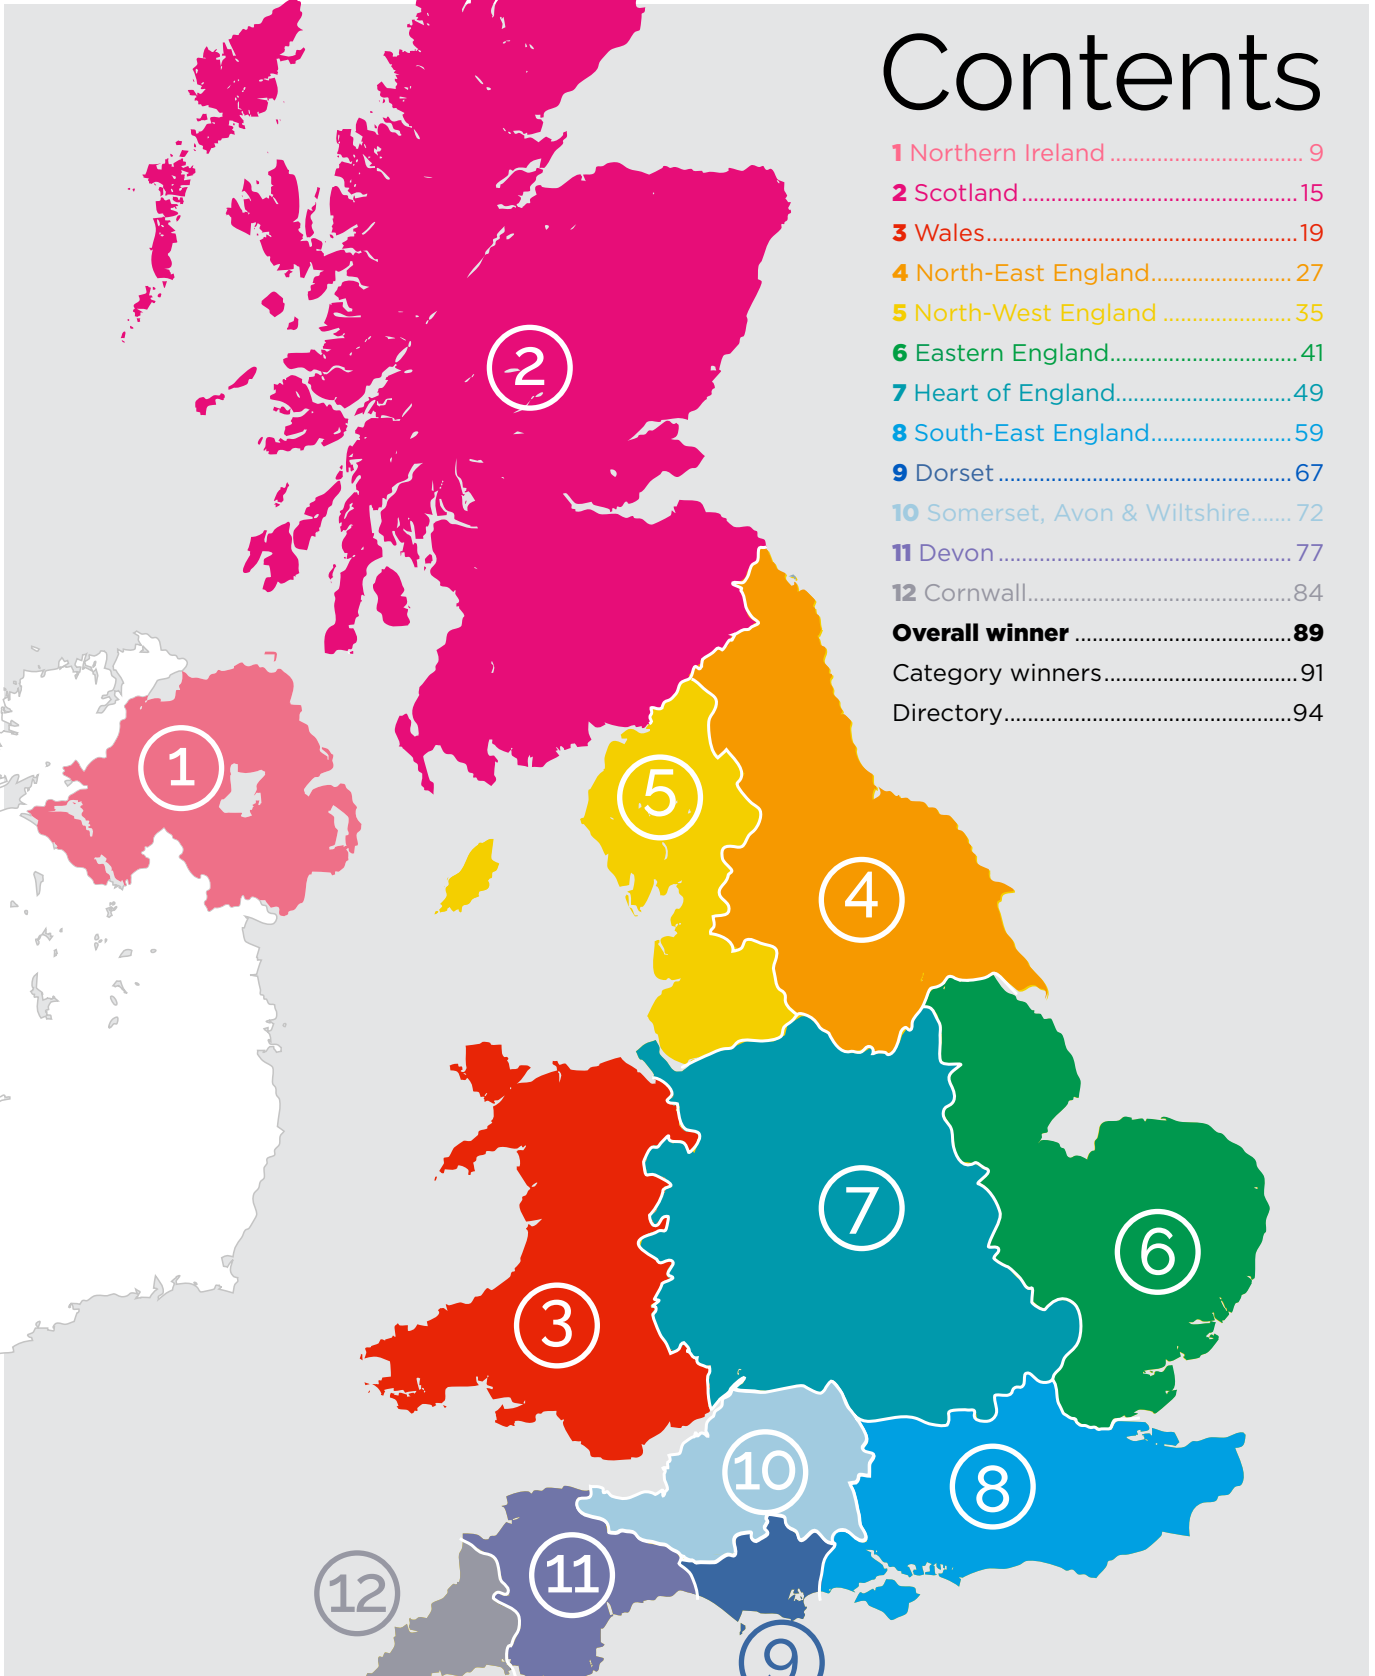 Contents
1 Northern Ireland ................................. 9
2 Scotland ............................................... 15
3 Wales..................................................... 19
4 North-East England........................ 27
5 North-West England ...................... 35
6 Eastern England................................ 41
7 Heart of England.............................. 49
8 South-East England........................ 59
9 Dorset .................................................. 67
10 Somerset, Avon & Wiltshire....... 72
11 Devon .................................................. 77
12 Cornwall............................................. 84
Overall winner ..................................... 89
Category winners................................. 91
Directory................................................. 94
2
1
5
4
7
6
3
10
8
11
12
9